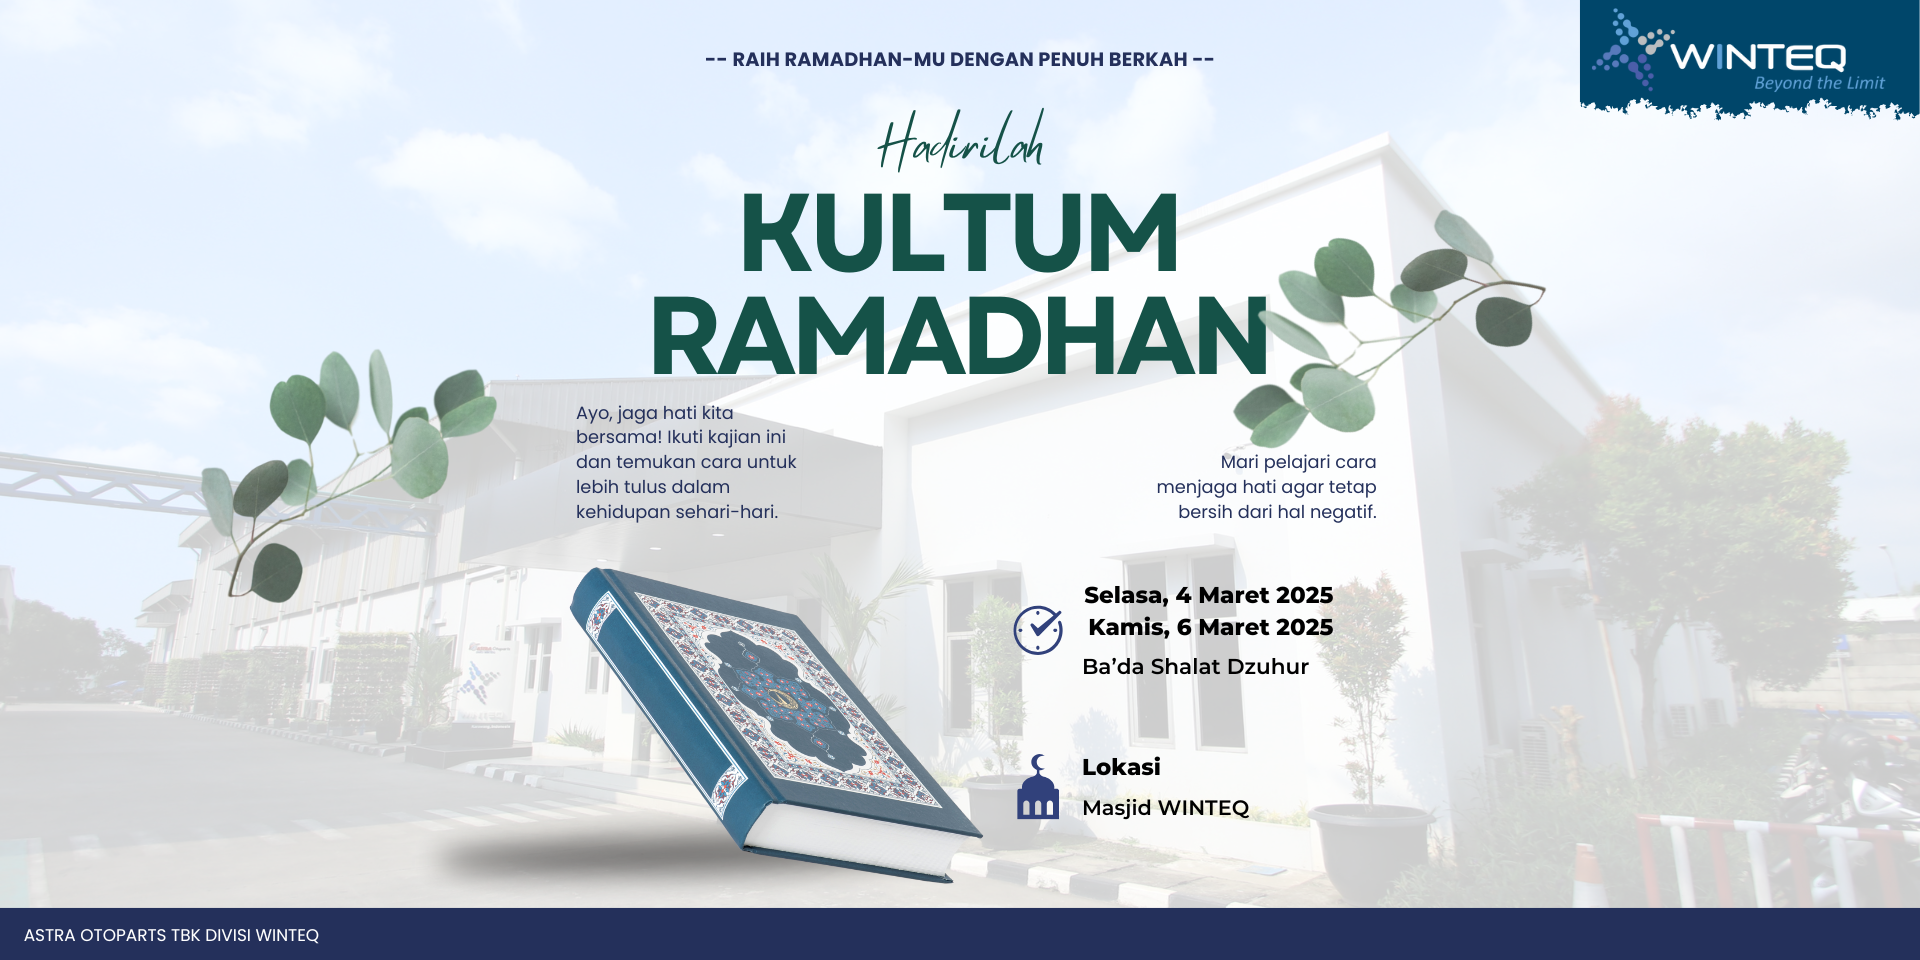 -- RAIH RAMADHAN-MU DENGAN PENUH BERKAH --
WINTEQ
Beyond the Limit
Hadirilah
KULTUM
RAMADHAN
Ayo, jaga hati kita
bersama! Ikuti kajian ini
dan temukan cara untuk
lebih tulus dalam
kehidupan sehari-hari.
Mari pelajari cara
menjaga hati agar tetap
bersih dari hal negatif.
Selasa, 4 Maret 2025
Kamis, 6 Maret 2025
Ba’da Shalat Dzuhur
Lokasi
Masjid WINTEQ
ASTRA OTOPARTS TBK DIVISI WINTEQ